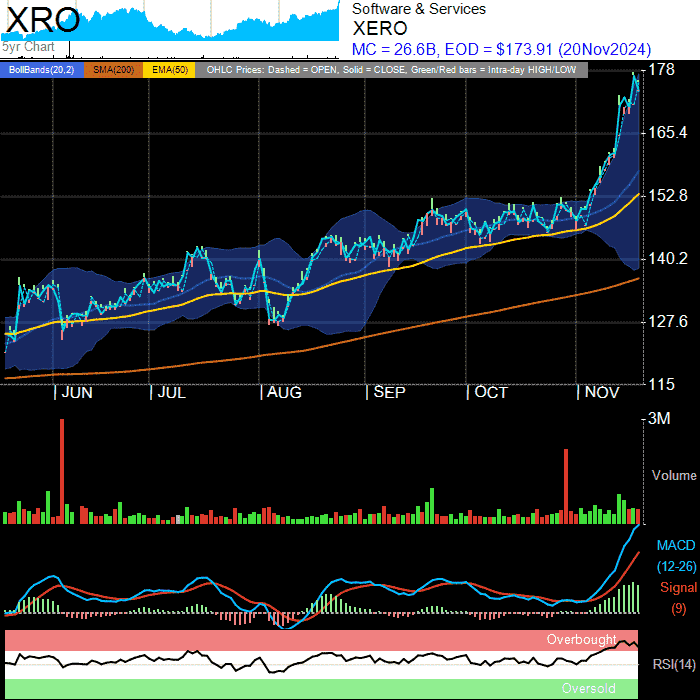 XRO
5yr Chart
Software & Services
XERO
MC = 26.6B, EOD = $173.91 (20Nov2024)
BollBands(20,2) SMA(200) EMA(50) OHLC Prices: Dashed = OPEN, Solid = CLOSE, Green/Red bars = Intra-day HIGH/LOW
178
165.4
152.8
140.2
127.6
115
JUN JUL AUG SEP OCT NOV
3M
Volume
MACD
(12-26)
Signal
(9)
Overbought
RSI(14)
Oversold